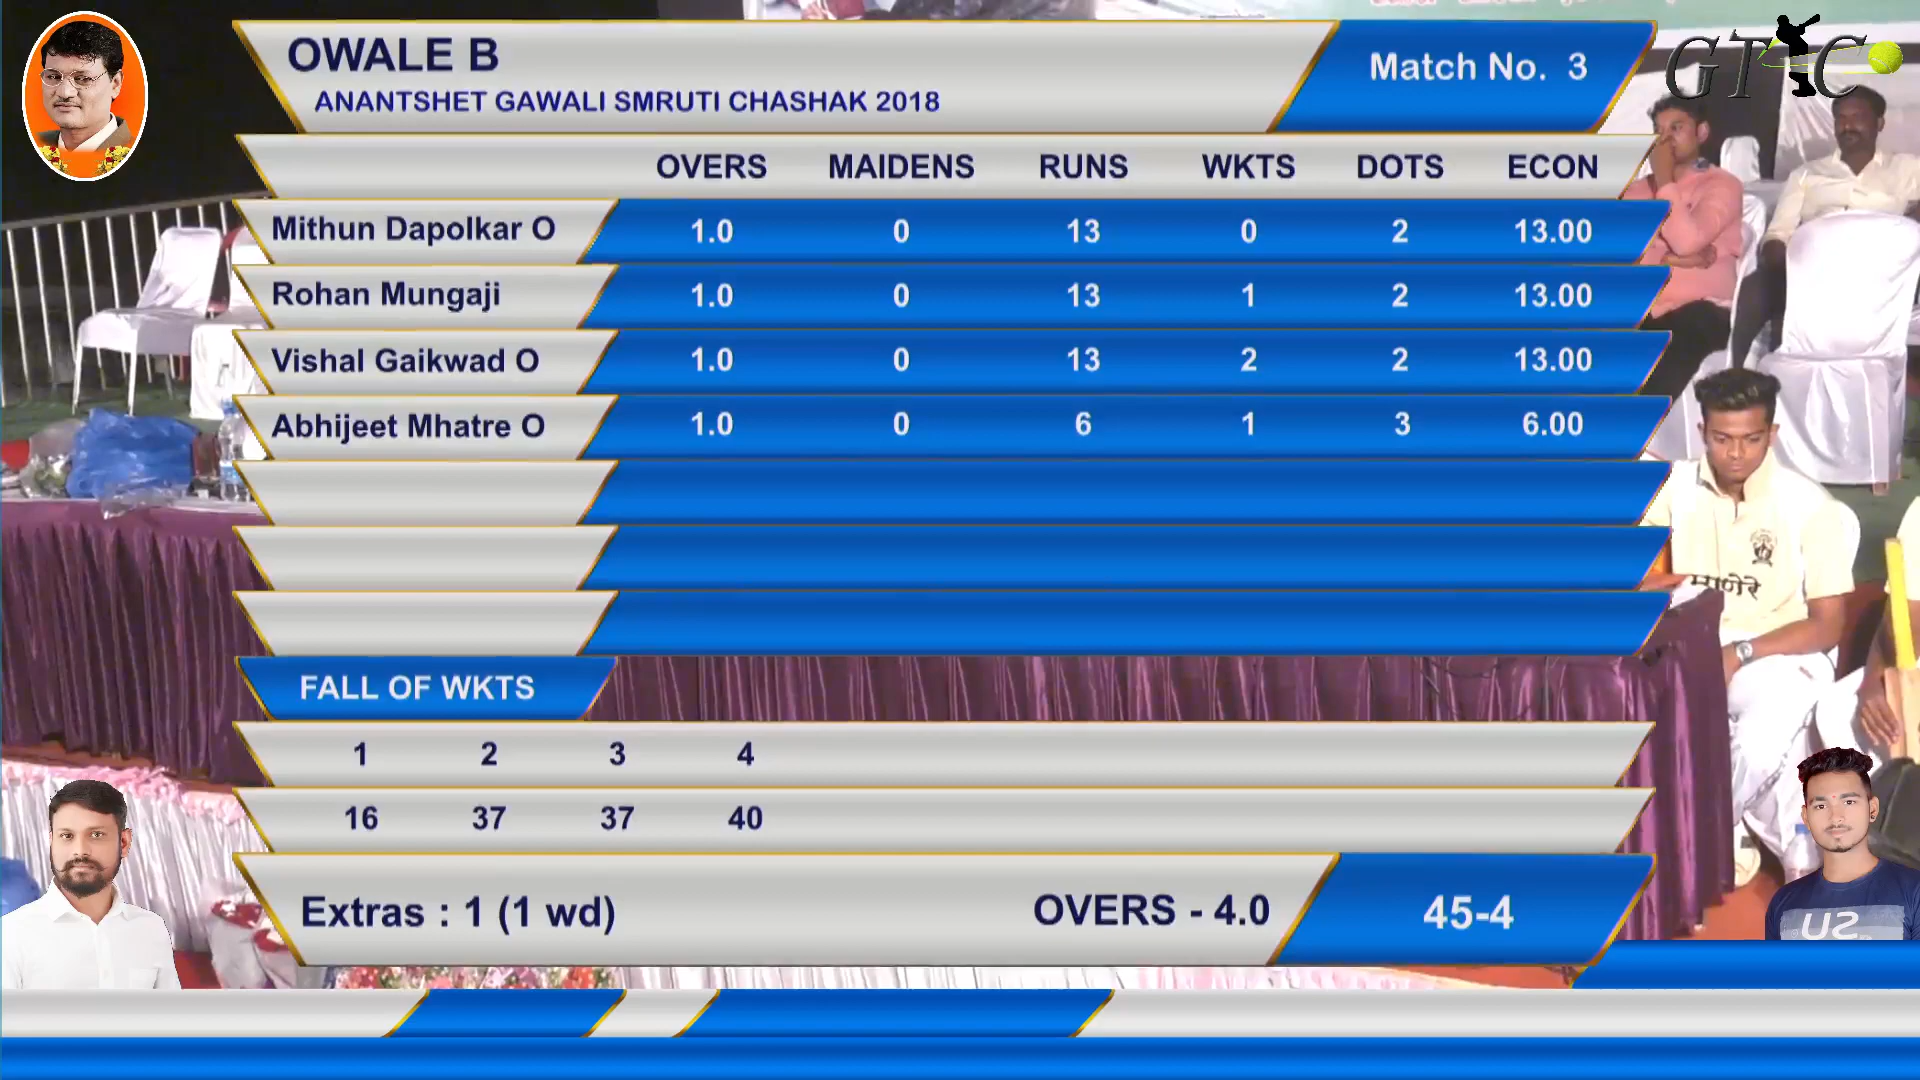 OWALE B
ANANTSHET GAWALI SMRUTI CHASHAK 2018
Match No. 3
GTC
OVERS MAIDENS RUNS WKTS DOTS ECON
Mithun Dapolkar O 1.0 0 13 0 2 13.00
Rohan Mungaji 1.0 0 13 1 2 13.00
Vishal Gaikwad O 1.0 0 13 2 2 13.00
Abhijeet Mhatre O 1.0 0 6 1 3 6.00
FALL OF WKTS
1 2 3 4
16 37 37 40
Extras : 1 (1 wd) OVERS - 4.0 45-4